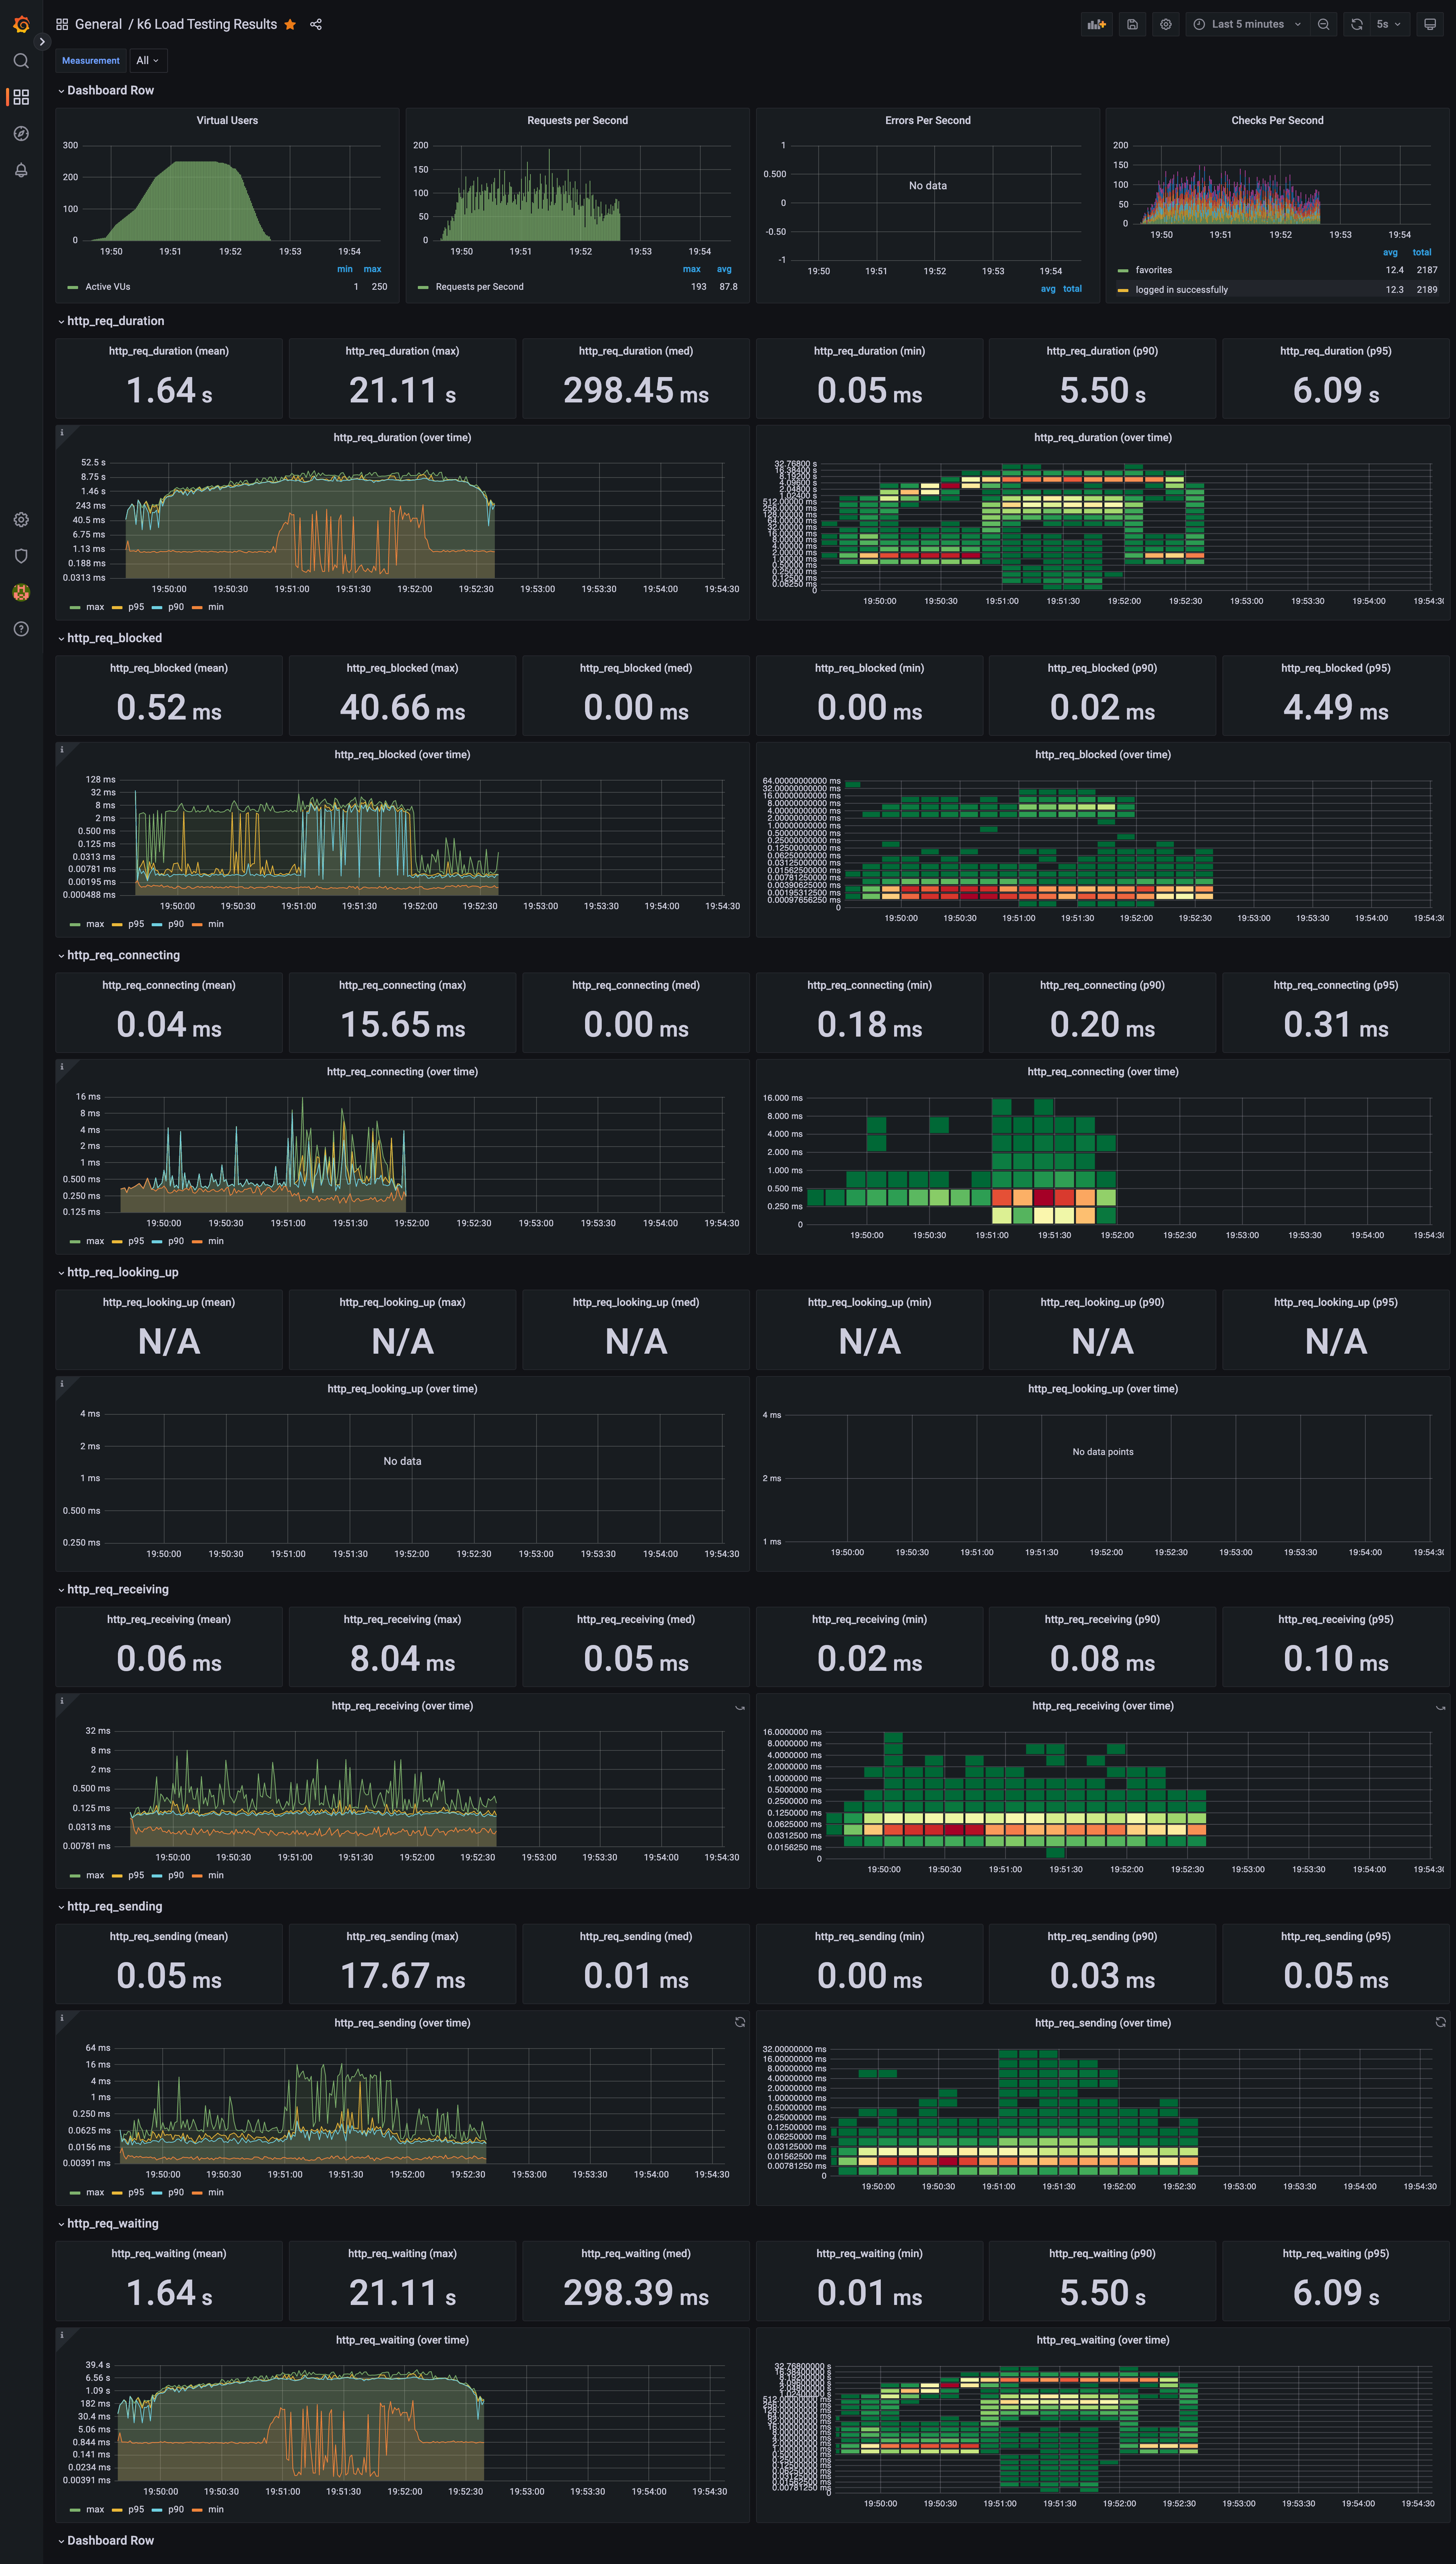 General / k6 Load Testing Results
Last 5 minutes
5s
Measurement All
Dashboard Row
Virtual Users
300
200
100
0
19:50 19:51 19:52 19:53 19:54
min max
Active VUs 1 250
Requests per Second
200
150
100
50
0
19:50 19:51 19:52 19:53 19:54
max avg
Requests per Second 193 87.8
Errors Per Second
1
0.500
0
-0.50
-1
No data
19:50 19:51 19:52 19:53 19:54
avg total
Checks Per Second
200
150
100
50
0
19:50 19:51 19:52 19:53 19:54
avg total
favorites 12.4 2187
logged in successfully 12.3 2189
http_req_duration
http_req_duration (mean)
1.64 s
http_req_duration (max)
21.11 s
http_req_duration (med)
298.45 ms
http_req_duration (min)
0.05 ms
http_req_duration (p90)
5.50 s
http_req_duration (p95)
6.09 s
http_req_duration (over time)
52.5 s
8.75 s
1.46 s
243 ms
40.5 ms
6.75 ms
1.13 ms
0.188 ms
0.0313 ms
19:50:00 19:50:30 19:51:00 19:51:30 19:52:00 19:52:30 19:53:00 19:53:30 19:54:00 19:54:30
max p95 p90 min
http_req_duration (over time)
32.76800 s
0.06250 ms
0
19:50:00 19:50:30 19:51:00 19:51:30 19:52:00 19:52:30 19:53:00 19:53:30 19:54:00
http_req_blocked
http_req_blocked (mean)
0.52 ms
http_req_blocked (max)
40.66 ms
http_req_blocked (med)
0.00 ms
http_req_blocked (min)
0.00 ms
http_req_blocked (p90)
0.02 ms
http_req_blocked (p95)
4.49 ms
http_req_blocked (over time)
128 ms
32 ms
8 ms
2 ms
0.500 ms
0.125 ms
0.0313 ms
0.00781 ms
0.00195 ms
0.000488 ms
19:50:00 19:50:30 19:51:00 19:51:30 19:52:00 19:52:30 19:53:00 19:53:30 19:54:00 19:54:30
max p95 p90 min
http_req_blocked (over time)
64.00000000000 ms
32.00000000000 ms
16.00000000000 ms
8.00000000000 ms
4.00000000000 ms
2.00000000000 ms
1.00000000000 ms
0.50000000000 ms
0.25000000000 ms
0.12500000000 ms
0.06250000000 ms
0.03125000000 ms
0.01562500000 ms
0.00781250000 ms
0.00390625000 ms
0.00195312500 ms
0.00097656250 ms
0
19:50:00 19:50:30 19:51:00 19:51:30 19:52:00 19:52:30 19:53:00 19:53:30 19:54:00
http_req_connecting
http_req_connecting (mean)
0.04 ms
http_req_connecting (max)
15.65 ms
http_req_connecting (med)
0.00 ms
http_req_connecting (min)
0.18 ms
http_req_connecting (p90)
0.20 ms
http_req_connecting (p95)
0.31 ms
http_req_connecting (over time)
16 ms
8 ms
4 ms
2 ms
1 ms
0.500 ms
0.250 ms
0.125 ms
19:50:00 19:50:30 19:51:00 19:51:30 19:52:00 19:52:30 19:53:00 19:53:30 19:54:00 19:54:30
max p95 p90 min
http_req_connecting (over time)
16.000 ms
8.000 ms
4.000 ms
2.000 ms
1.000 ms
0.500 ms
0.250 ms
0
19:50:00 19:50:30 19:51:00 19:51:30 19:52:00 19:52:30 19:53:00 19:53:30 19:54:00
http_req_looking_up
http_req_looking_up (mean)
N/A
http_req_looking_up (max)
N/A
http_req_looking_up (med)
N/A
http_req_looking_up (min)
N/A
http_req_looking_up (p90)
N/A
http_req_looking_up (p95)
N/A
http_req_looking_up (over time)
4 ms
2 ms
1 ms
0.500 ms
0.250 ms
No data
19:50:00 19:50:30 19:51:00 19:51:30 19:52:00 19:52:30 19:53:00 19:53:30 19:54:00 19:54:30
http_req_looking_up (over time)
4 ms
2 ms
1 ms
No data points
19:50:00 19:50:30 19:51:00 19:51:30 19:52:00 19:52:30 19:53:00 19:53:30 19:54:00
http_req_receiving
http_req_receiving (mean)
0.06 ms
http_req_receiving (max)
8.04 ms
http_req_receiving (med)
0.05 ms
http_req_receiving (min)
0.02 ms
http_req_receiving (p90)
0.08 ms
http_req_receiving (p95)
0.10 ms
http_req_receiving (over time)
32 ms
8 ms
2 ms
0.500 ms
0.125 ms
0.0313 ms
0.00781 ms
19:50:00 19:50:30 19:51:00 19:51:30 19:52:00 19:52:30 19:53:00 19:53:30 19:54:00 19:54:30
max p95 p90 min
http_req_receiving (over time)
16.0000000 ms
8.0000000 ms
4.0000000 ms
2.0000000 ms
1.0000000 ms
0.5000000 ms
0.2500000 ms
0.1250000 ms
0.0625000 ms
0.0312500 ms
0.0156250 ms
0
19:50:00 19:50:30 19:51:00 19:51:30 19:52:00 19:52:30 19:53:00 19:53:30 19:54:00
http_req_sending
http_req_sending (mean)
0.05 ms
http_req_sending (max)
17.67 ms
http_req_sending (med)
0.01 ms
http_req_sending (min)
0.00 ms
http_req_sending (p90)
0.03 ms
http_req_sending (p95)
0.05 ms
http_req_sending (over time)
64 ms
16 ms
4 ms
1 ms
0.250 ms
0.0625 ms
0.0156 ms
0.00391 ms
19:50:00 19:50:30 19:51:00 19:51:30 19:52:00 19:52:30 19:53:00 19:53:30 19:54:00 19:54:30
max p95 p90 min
http_req_sending (over time)
32.00000000 ms
16.00000000 ms
8.00000000 ms
4.00000000 ms
2.00000000 ms
1.00000000 ms
0.50000000 ms
0.25000000 ms
0.12500000 ms
0.06250000 ms
0.03125000 ms
0.01562500 ms
0.00781250 ms
0
19:50:00 19:50:30 19:51:00 19:51:30 19:52:00 19:52:30 19:53:00 19:53:30 19:54:00 19:54:30
http_req_waiting
http_req_waiting (mean)
1.64 s
http_req_waiting (max)
21.11 s
http_req_waiting (med)
298.39 ms
http_req_waiting (min)
0.01 ms
http_req_waiting (p90)
5.50 s
http_req_waiting (p95)
6.09 s
http_req_waiting (over time)
39.4 s
6.56 s
1.09 s
182 ms
30.4 ms
5.06 ms
0.844 ms
0.141 ms
0.0234 ms
0.00391 ms
19:50:00 19:50:30 19:51:00 19:51:30 19:52:00 19:52:30 19:53:00 19:53:30 19:54:00 19:54:30
max p95 p90 min
http_req_waiting (over time)
32.76800000 s
0.00781250 ms
0
19:50:00 19:50:30 19:51:00 19:51:30 19:52:00 19:52:30 19:53:00 19:53:30 19:54:00 19:54:30
Dashboard Row